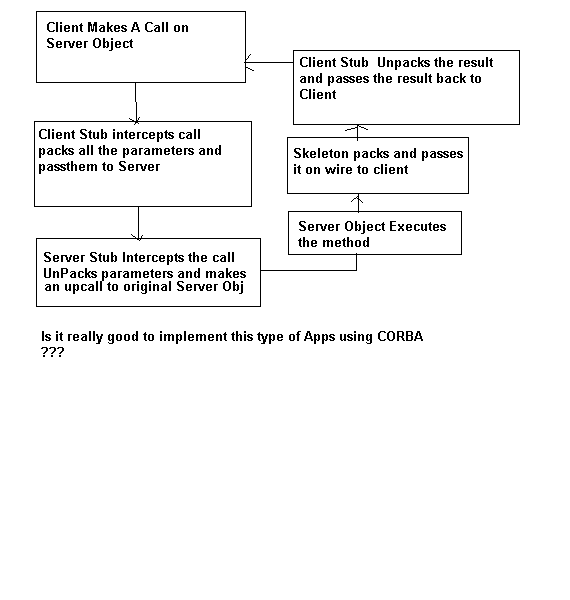 Client Makes A Call on
Server Object
Client Stub intercepts call
packs all the parameters and
passthem to Server
Server Stub Intercepts the call
UnPacks parameters and makes
an upcall to original Server Obj
Server Object Executes
the method
Skeleton packs and passes
it on wire to client
Client Stub Unpacks the result
and passes the result back to
Client
Is it really good to implement this type of Apps using CORBA
???